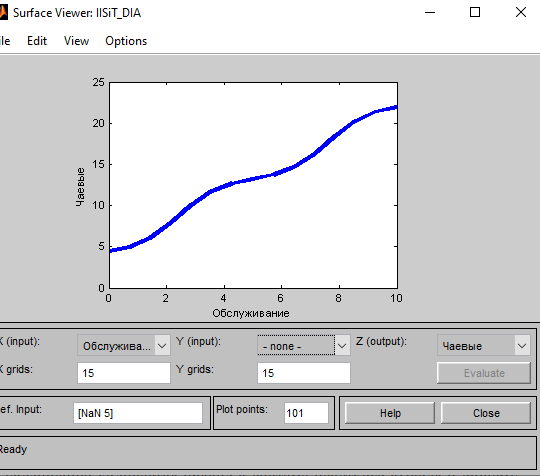 Surface Viewer: IISiT_DIA
ile Edit View Options
25
20
15
10
5
0
Чаевые
0 2 4 6 8 10
Обслуживание
X (input): Обслужива... Y (input): - none - Z (output): Чаевые
X grids: 15 Y grids: 15 Evaluate
ef. Input: [NaN 5] Plot points: 101 Help Close
Ready